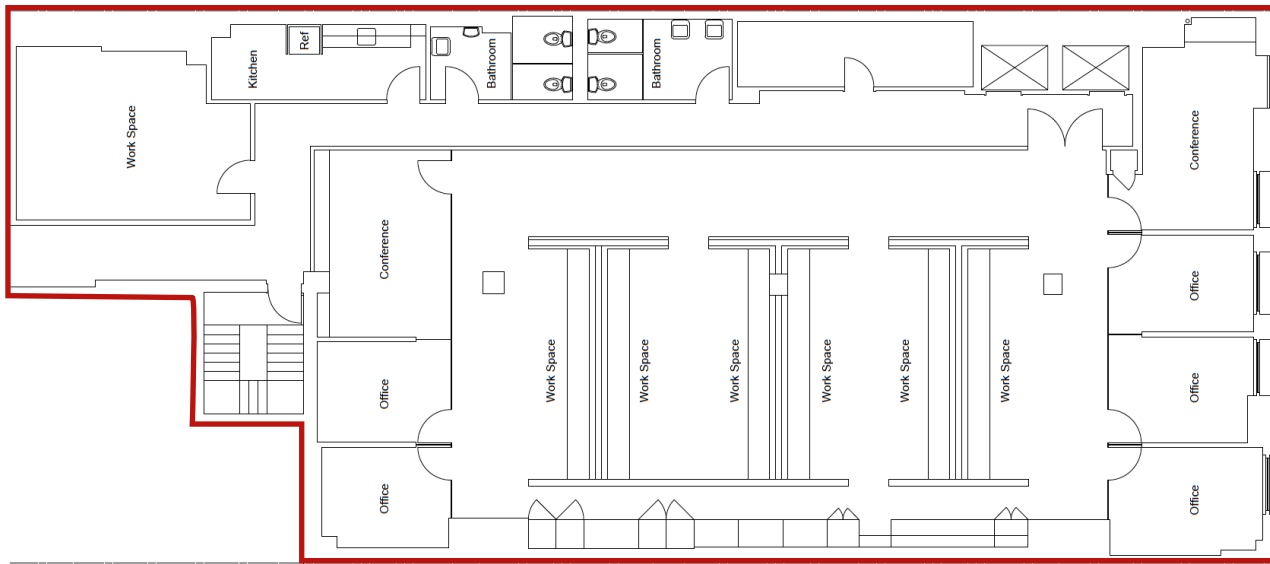 Ref
Kitchen
Bathroom
Bathroom
Work Space
Conference
Conference
Office
Work Space
Work Space
Work Space
Work Space
Work Space
Work Space
Office
Office
Office
Office